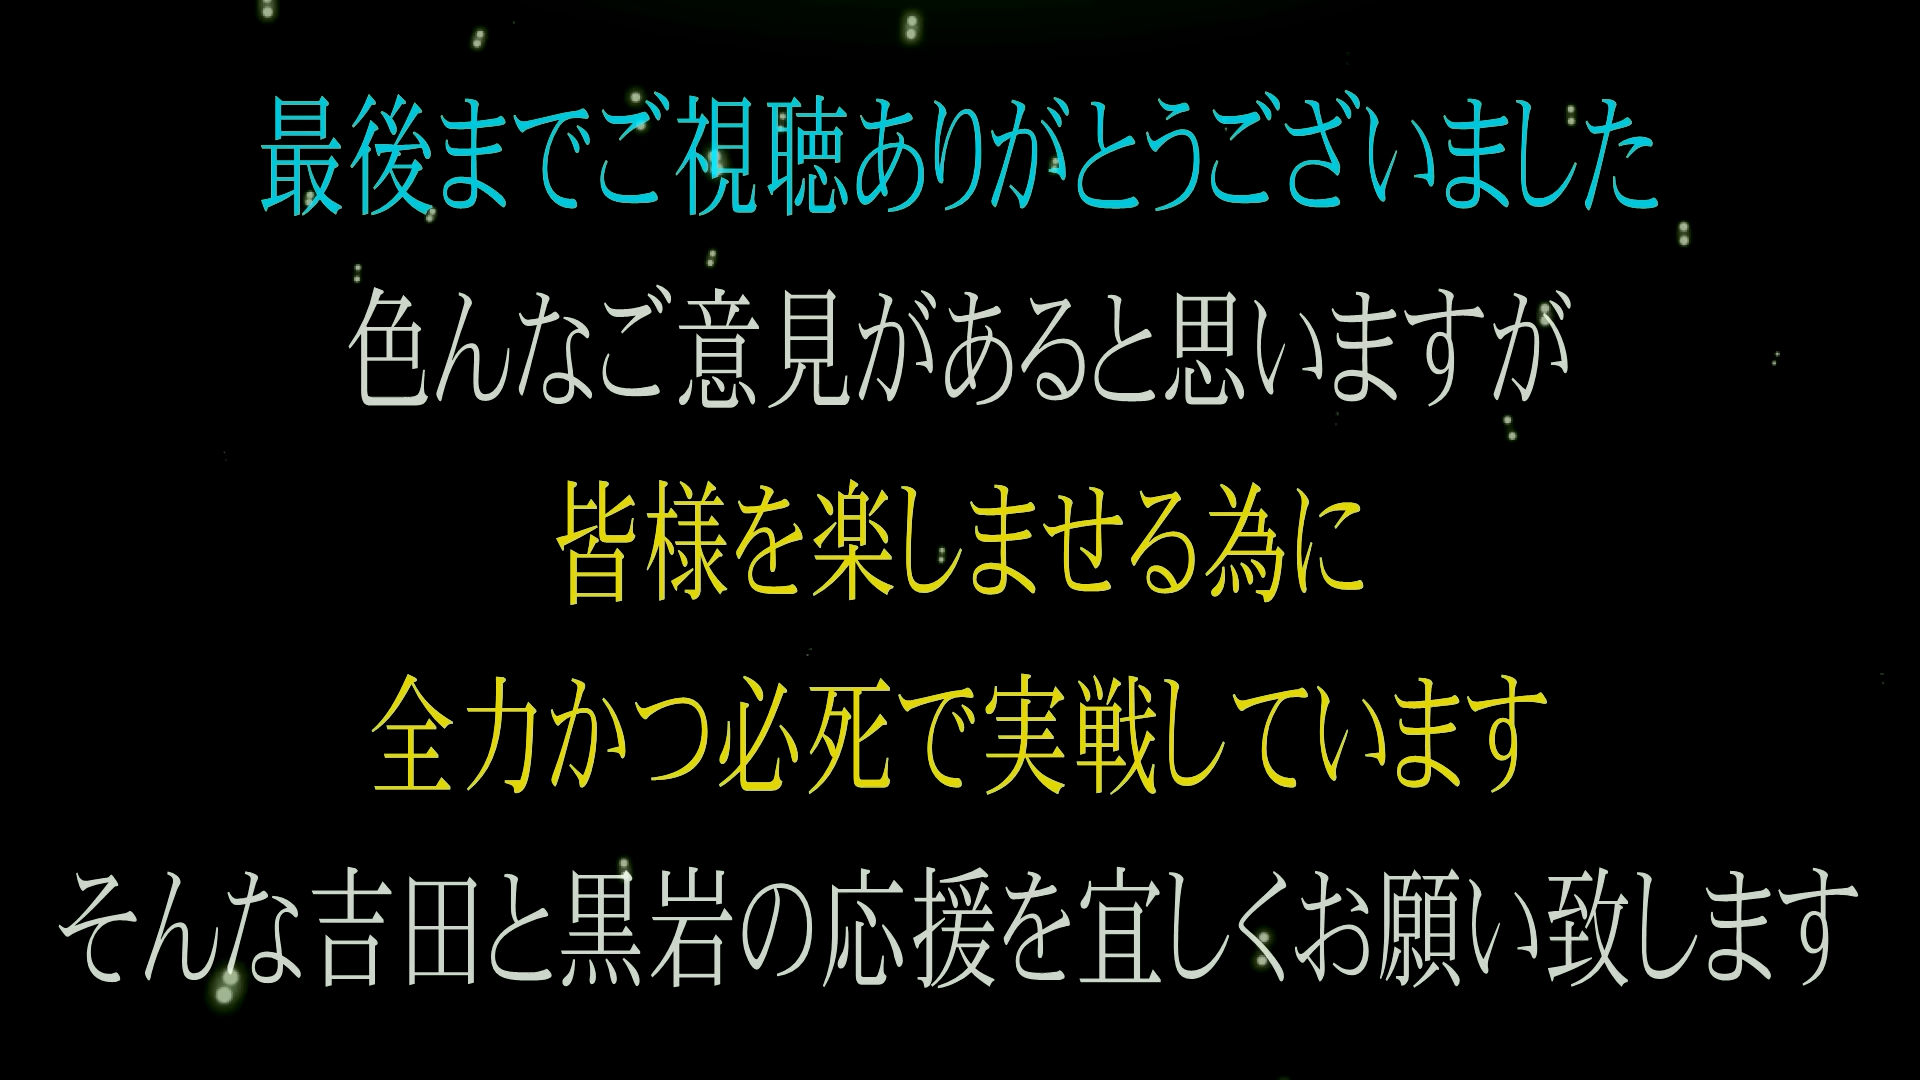 最後までご視聴ありがとうございました
色んなご意見があると思いますが
皆様を楽しませる為に
全力かつ必死で実戦しています
そんな吉田と黒岩の応援を宜しくお願い致します